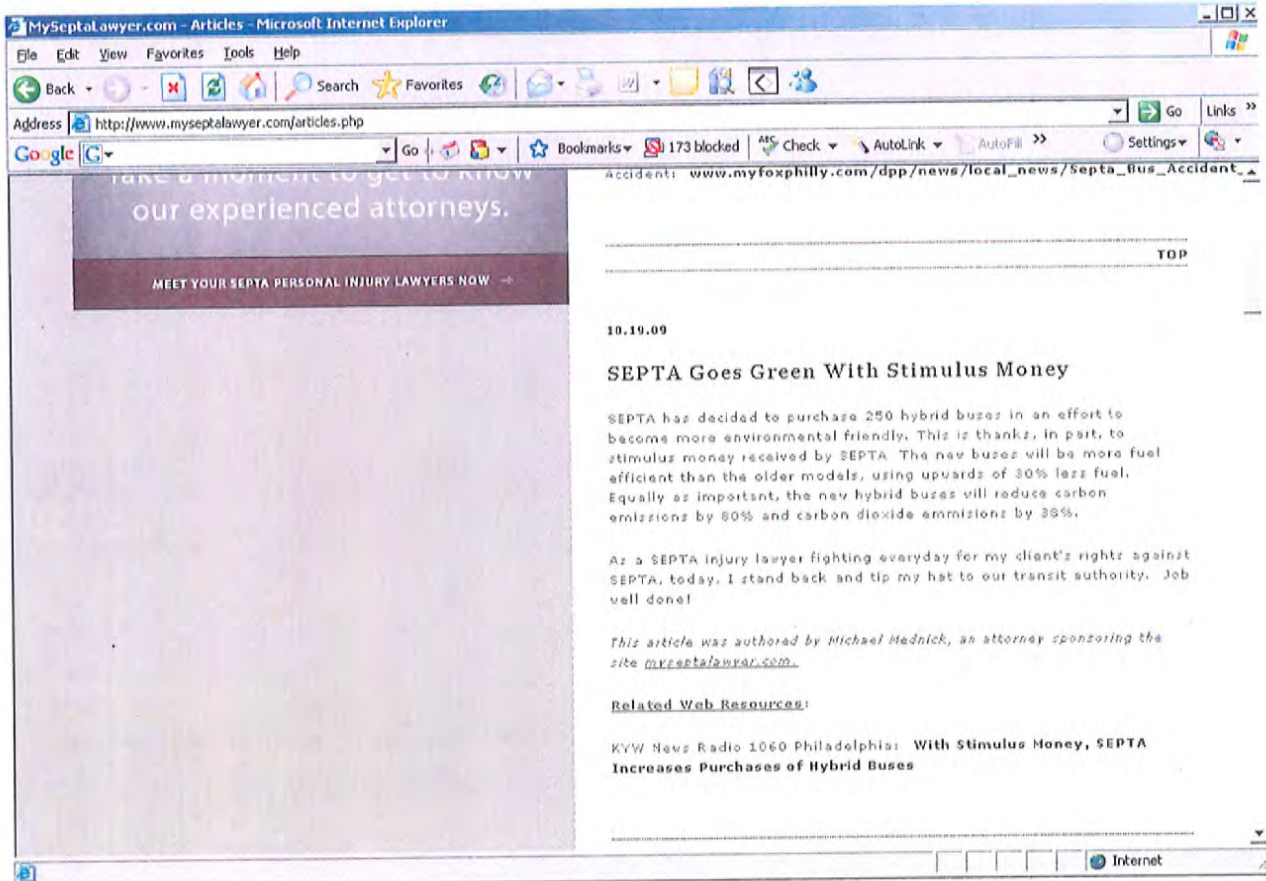 MySeptaLawyer.com - Articles - Microsoft Internet Explorer
File Edit View Favorites Tools Help
Back Search Favorites
Address http://www.myseptalawyer.com/articles.php Go Links »
Google G Go Bookmarks 173 blocked ABC Check AutoLink AutoFill » Settings
Take a moment to get to know
our experienced attorneys.
MEET YOUR SEPTA PERSONAL INJURY LAWYERS NOW →
Accident: www.myfoxphilly.com/dpp/news/local_news/Septa_Bus_Accident_
TOP
10.19.09
SEPTA Goes Green With Stimulus Money
SEPTA has decided to purchase 250 hybrid buses in an effort to
become more environmental friendly. This is thanks, in part, to
stimulus money received by SEPTA. The new buses will be more fuel
efficient than the older models, using upwards of 30% less fuel.
Equally as important, the new hybrid buses will reduce carbon
emissions by 80% and carbon dioxide emmisions by 38%.
As a SEPTA injury lawyer fighting everyday for my client's rights against
SEPTA, today, I stand back and tip my hat to our transit authority. Job
well done!
This article was authored by Michael Mednick, an attorney sponsoring the
site myseptalawyer.com.
Related Web Resources:
KYW News Radio 1060 Philadelphia: With Stimulus Money, SEPTA
Increases Purchases of Hybrid Buses
Internet